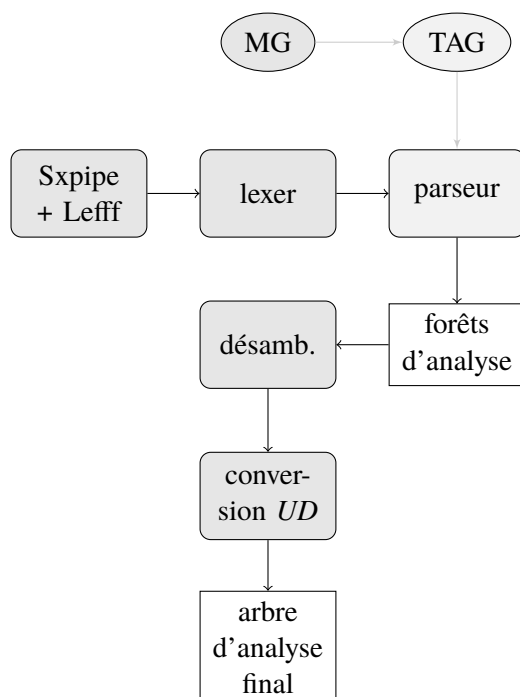 MG
TAG
Sxpipe
+ Lefff
lexer
parseur
forêts
d'analyse
désamb.
conver-
sion UD
arbre
d'analyse
final